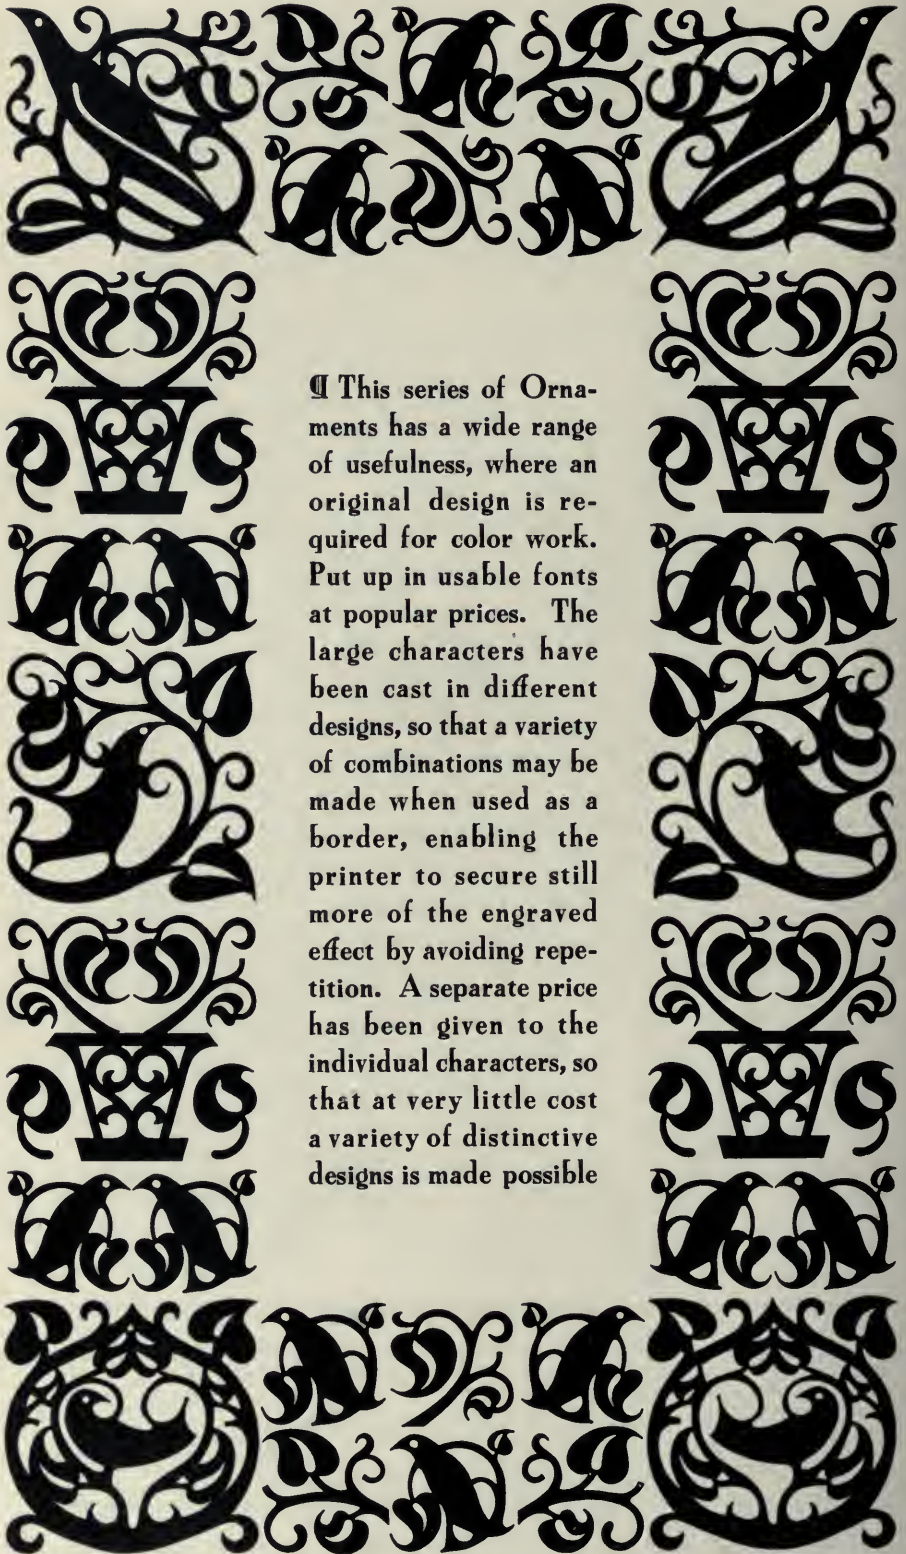 ¶ This series of Orna-
ments has a wide range
of usefulness, where an
original design is re-
quired for color work.
Put up in usable fonts
at popular prices. The
large characters have
been cast in different
designs, so that a variety
of combinations may be
made when used as a
border, enabling the
printer to secure still
more of the engraved
effect by avoiding repe-
tition. A separate price
has been given to the
individual characters, so
that at very little cost
a variety of distinctive
designs is made possible